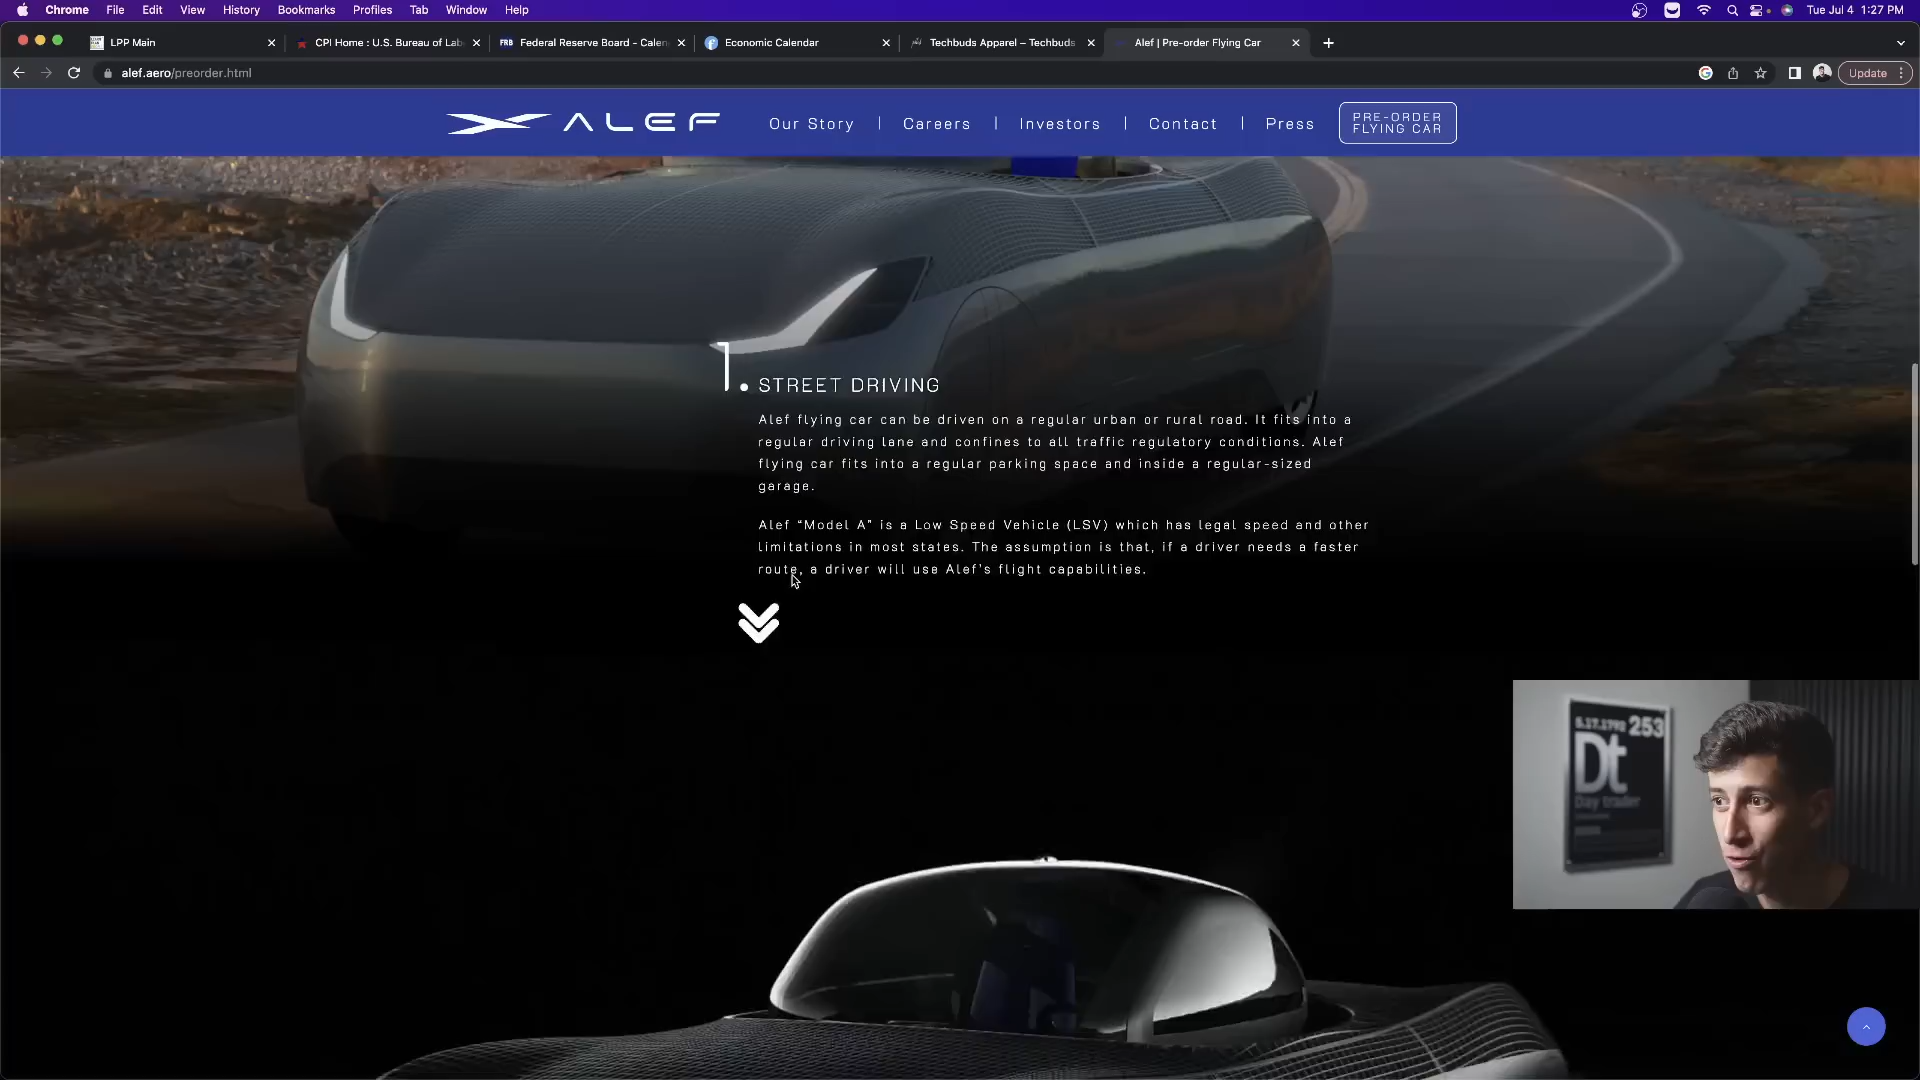 Chrome File Edit View History Bookmarks Profiles Tab Window Help Tue Jul 4 1:27 PM
LPP Main CPI Home : U.S. Bureau of Lab Federal Reserve Board - Calen Economic Calendar Techbuds Apparel – Techbuds Alef | Pre-order Flying Car
alef.aero/preorder.html Update
ALEF Our Story | Careers | Investors | Contact | Press PRE-ORDER
FLYING CAR
1. STREET DRIVING
Alef flying car can be driven on a regular urban or rural road. It fits into a
regular driving lane and confines to all traffic regulatory conditions. Alef
flying car fits into a regular parking space and inside a regular-sized
garage.
Alef “Model A” is a Low Speed Vehicle (LSV) which has legal speed and other
limitations in most states. The assumption is that, if a driver needs a faster
route, a driver will use Alef's flight capabilities.
5.17.1792 253
Dt
Day trader